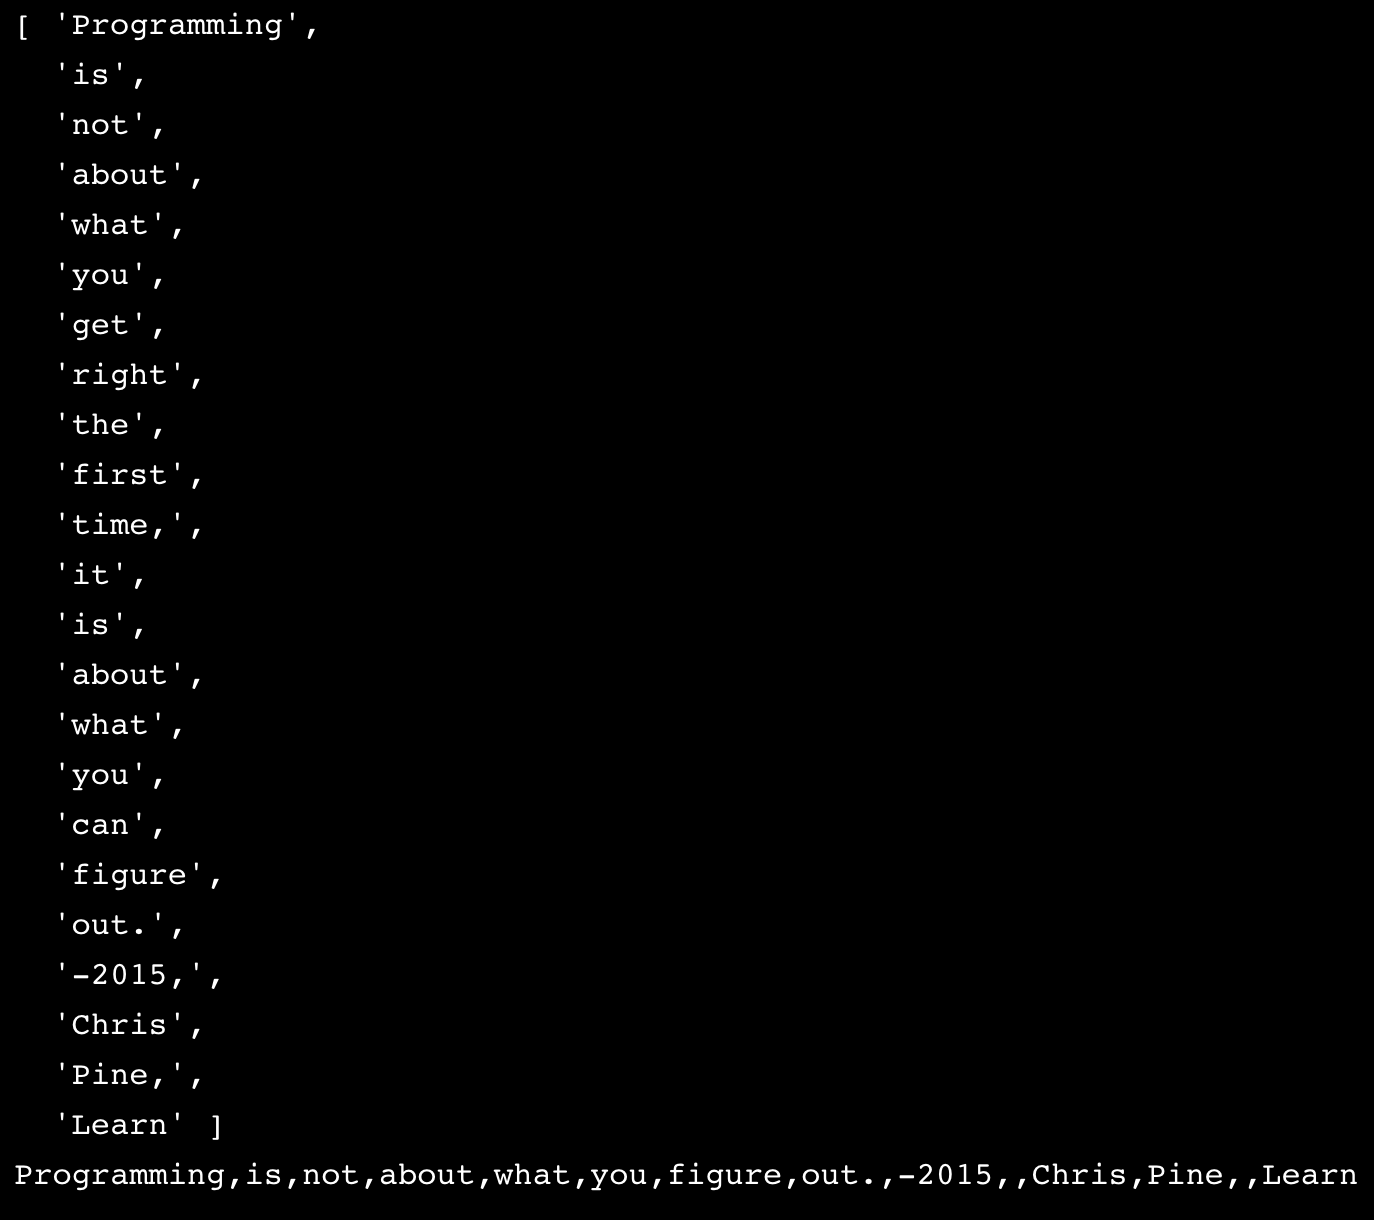 [ 'Programming',
  'is',
  'not',
  'about',
  'what',
  'you',
  'get',
  'right',
  'the',
  'first',
  'time,',
  'it',
  'is',
  'about',
  'what',
  'you',
  'can',
  'figure',
  'out.',
  '-2015,',
  'Chris',
  'Pine,',
  'Learn' ]
Programming,is,not,about,what,you,figure,out.,-2015,,Chris,Pine,,Learn